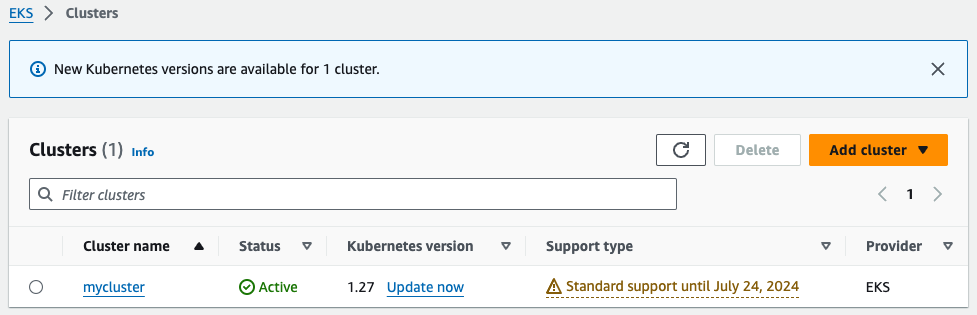 EKS > Clusters
New Kubernetes versions are available for 1 cluster.
Clusters (1) Info Delete Add cluster
Filter clusters 1
Cluster name Status Kubernetes version Support type Provider
mycluster Active 1.27 Update now Standard support until July 24, 2024 EKS